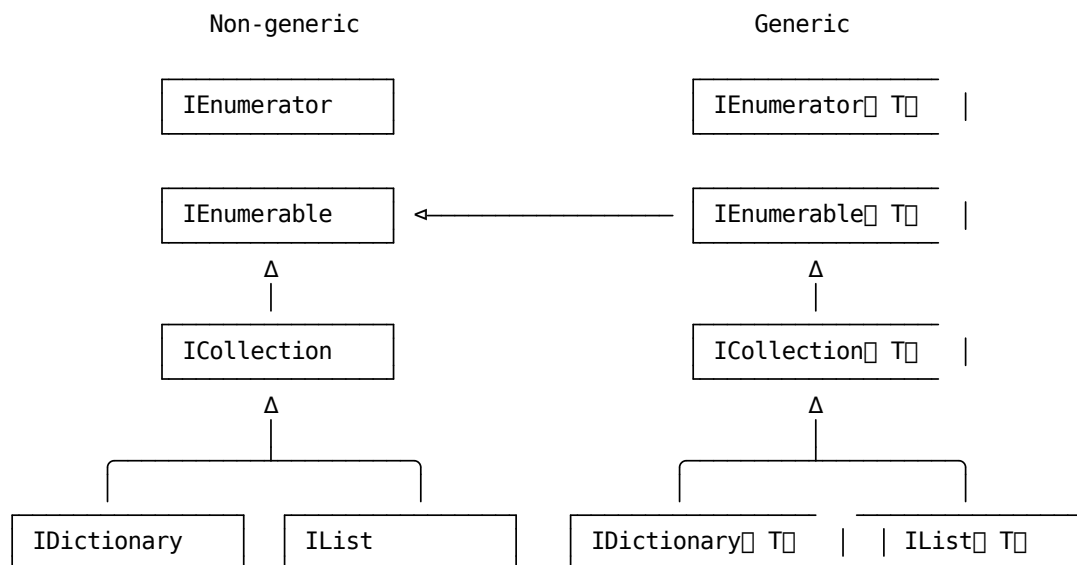 Non-generic Generic
IEnumerator IEnumerator▯ T▯
IEnumerable IEnumerable▯ T▯
ICollection ICollection▯ T▯
IDictionary IList IDictionary▯ T▯ IList▯ T▯